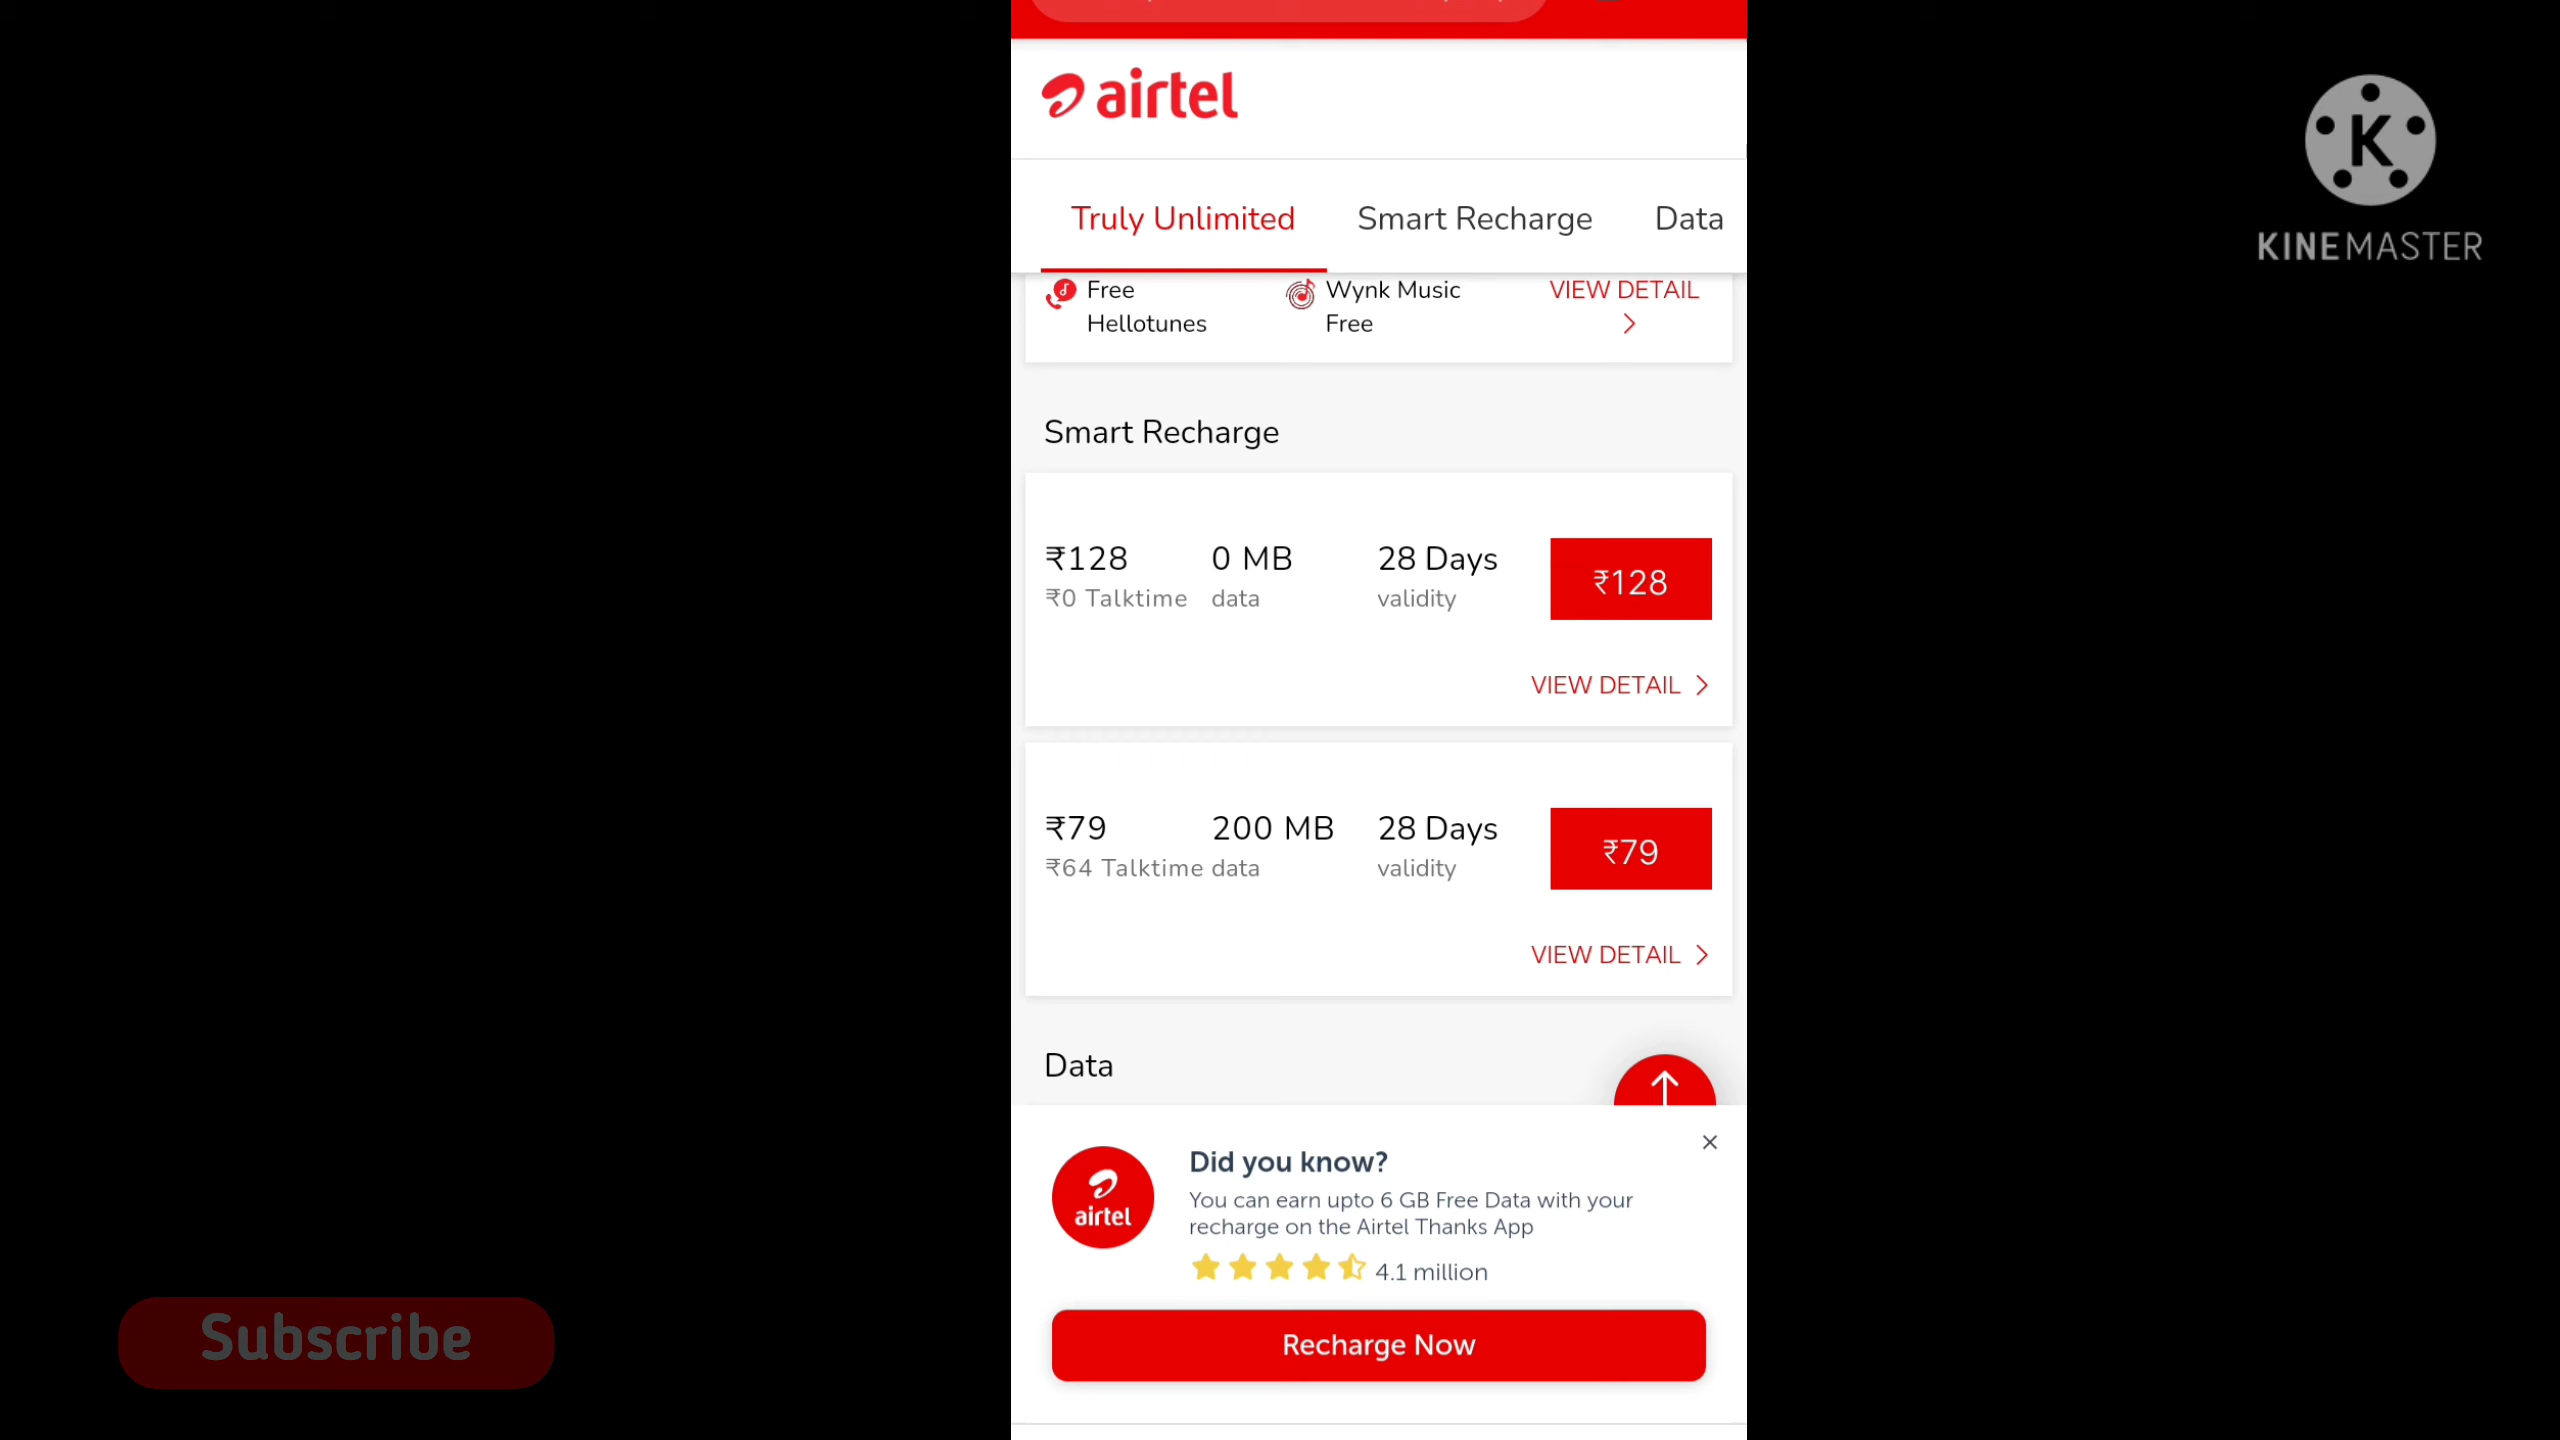 airtel
K
KINEMASTER
Truly Unlimited Smart Recharge Data
Free Hellotunes
Wynk Music Free
VIEW DETAIL
Smart Recharge
₹128 0 MB 28 Days ₹128
₹0 Talktime data validity
VIEW DETAIL
₹79 200 MB 28 Days ₹79
₹64 Talktime data validity
VIEW DETAIL
Data
airtel
Did you know?
You can earn upto 6 GB Free Data with your
recharge on the Airtel Thanks App
4.1 million
Recharge Now
Subscribe